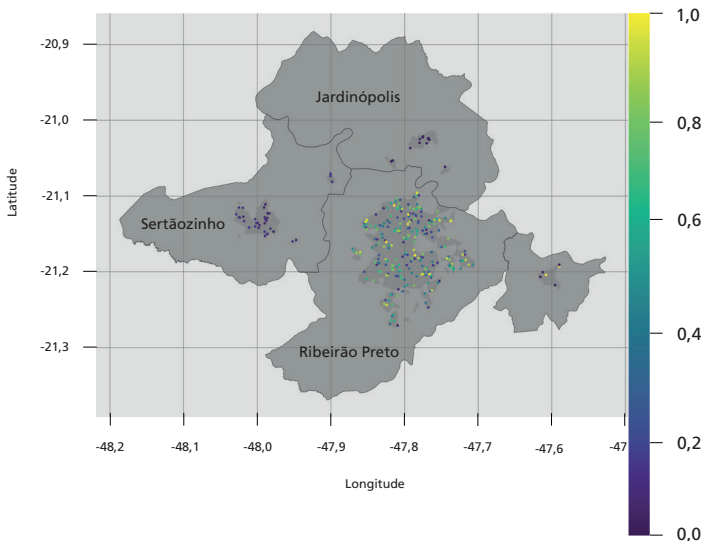 1,0
-20,9
Jardinópolis
-21,0
0,8
Latitude
-21,1
Sertãozinho
0,6
-21,2
0,4
-21,3
Ribeirão Preto
-48,2 -48,1 -48,0 -47,9 -47,8 -47,7 -47,6 -47
0,2
Longitude
0,0